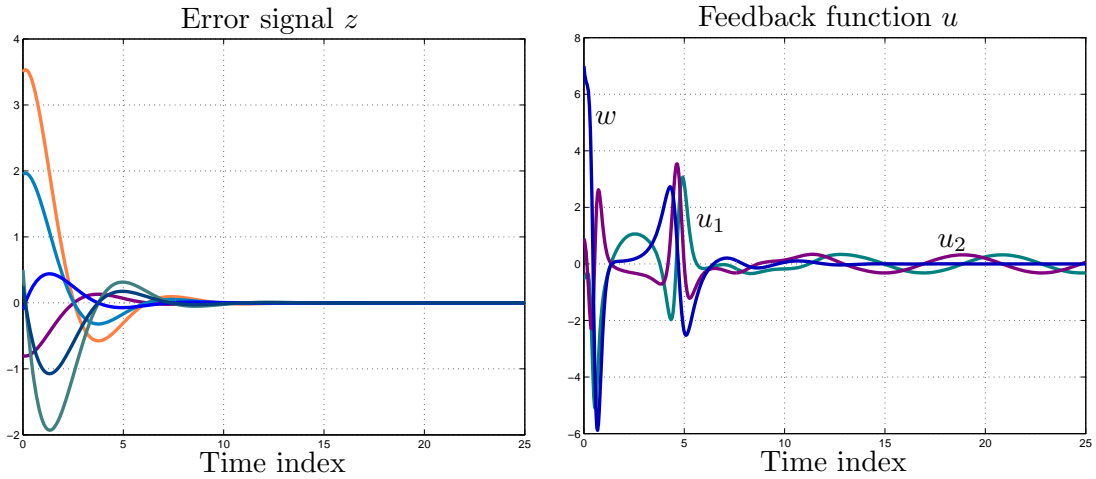 Error signal z
4
3
2
1
0
−1
−2
0 5 10 15 20 25
Time index
Feedback function u
8
6
4
2
0
−2
−4
−6
w
u1
u2
0 5 10 15 20 25
Time index